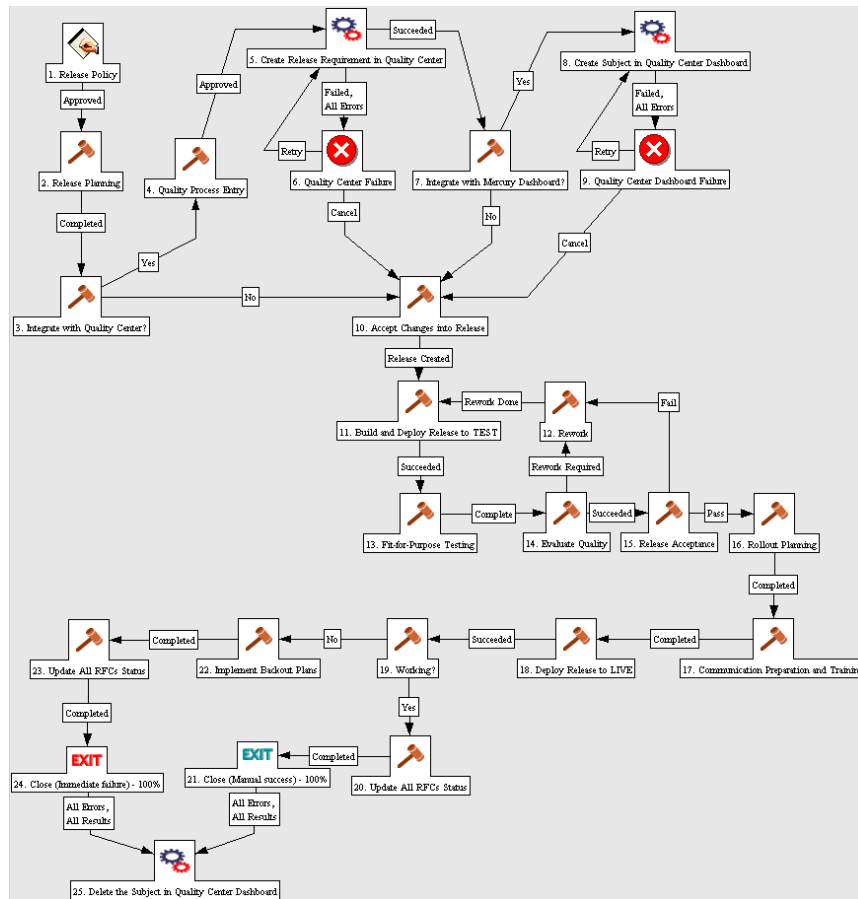 5. Create Release Requirement in Quality Center
Succeeded
8. Create Subject in Quality Center Dashboard
1. Release Policy
Approved
Approved
Failed,
All Errors
Yes
Failed,
All Errors
Retry
Retry
2. Release Planning
4. Quality Process Entry
6. Quality Center Failure
7. Integrate with Mercury Dashboard?
9. Quality Center Dashboard Failure
Completed
Cancel
No
Cancel
Yes
No
3. Integrate with Quality Center?
10. Accept Changes into Release
Release Created
Rework Done
Fail
11. Build and Deploy Release to TEST
12. Rework
Succeeded
Rework Required
Complete
Succeeded
Pass
13. Fit-for-Purpose Testing
14. Evaluate Quality
15. Release Acceptance
16. Rollout Planning
Completed
Completed
No
Succeeded
Completed
23. Update All RFCs Status
22. Implement Backout Plans
19. Working?
18. Deploy Release to LIVE
17. Communication Preparation and Trainin
Completed
Yes
EXIT
EXIT
Completed
24. Close (Immediate failure) - 100%
21. Close (Manual success) - 100%
20. Update All RFCs Status
All Errors,
All Results
All Errors,
All Results
25. Delete the Subject in Quality Center Dashboard